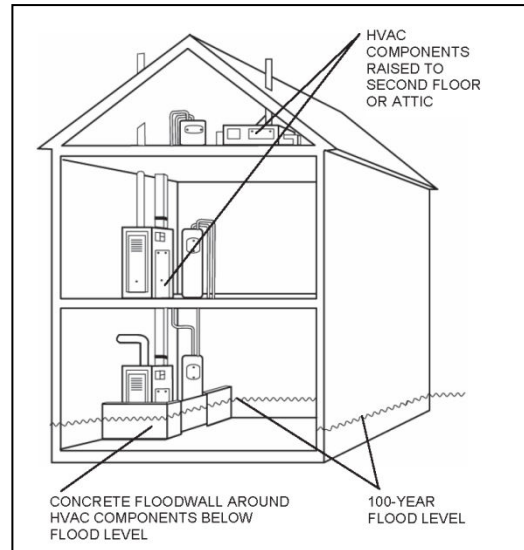 HVAC
COMPONENTS
RAISED TO
SECOND FLOOR
OR ATTIC
CONCRETE FLOODWALL AROUND
HVAC COMPONENTS BELOW
FLOOD LEVEL
100-YEAR
FLOOD LEVEL